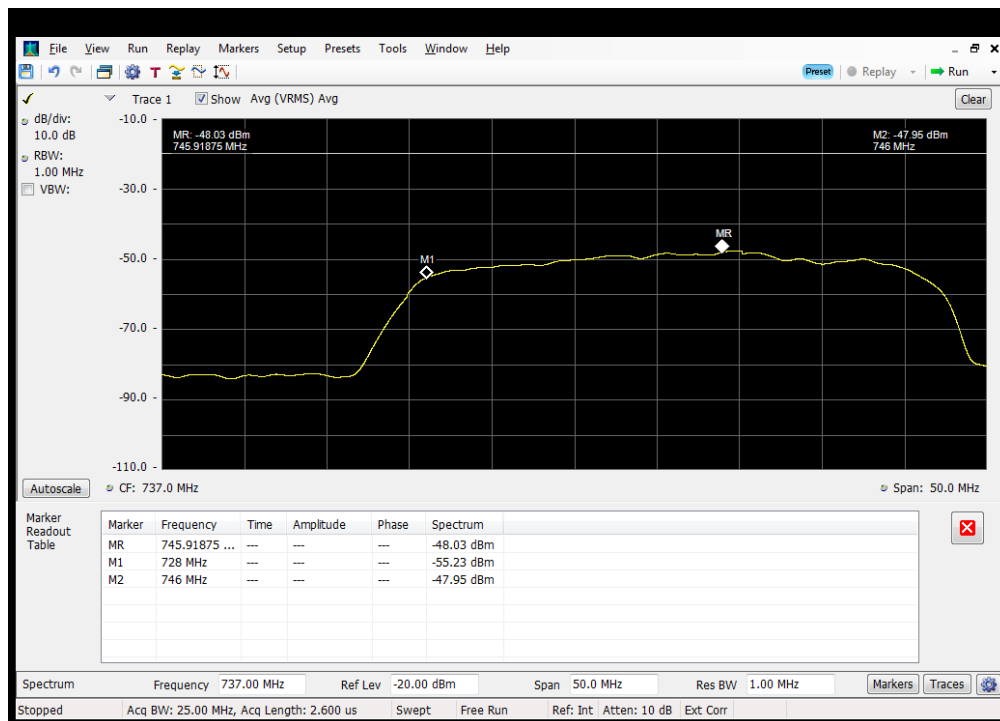 File View Run Replay Markers Setup Presets Tools Window Help
T Preset Replay Run
Trace 1 Show Avg (VRMS) Avg Clear
dB/div:
10.0 dB
RBW:
1.00 MHz
VBW:
-10.0
MR: -48.03 dBm
745.91875 MHz
M2: -47.95 dBm
746 MHz
-30.0
MR
M1
-50.0
-70.0
-90.0
-110.0
Autoscale CF: 737.0 MHz Span: 50.0 MHz
Marker
Readout
Table
Marker Frequency Time Amplitude Phase Spectrum
MR 745.91875 ... --- --- --- -48.03 dBm
M1 728 MHz --- --- --- -55.23 dBm
M2 746 MHz --- --- --- -47.95 dBm
Spectrum Frequency 737.00 MHz Ref Lev -20.00 dBm Span 50.0 MHz Res BW 1.00 MHz Markers Traces
Stopped Acq BW: 25.00 MHz, Acq Length: 2.600 us Swept Free Run Ref: Int Atten: 10 dB Ext Corr